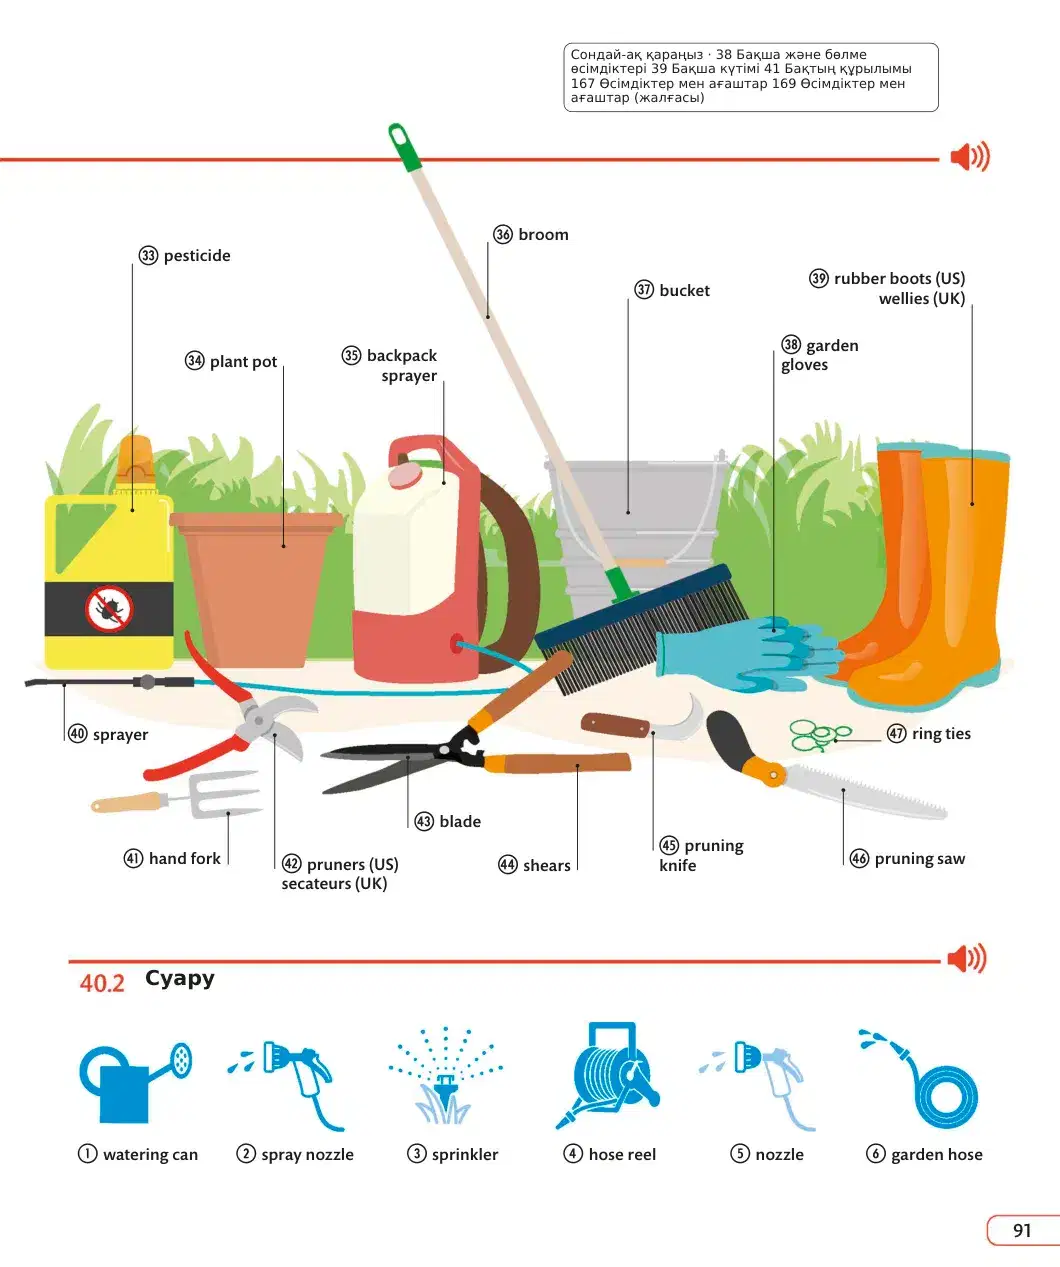 Сондай-ақ қараңыз · 38 Бақша және бөлме
өсімдіктері 39 Бақша күтімі 41 Бақтың құрылымы
167 Өсімдіктер мен ағаштар 169 Өсімдіктер мен
ағаштар (жалғасы)
36 broom
33 pesticide
39 rubber boots (US)
wellies (UK)
37 bucket
38 garden
gloves
35 backpack
sprayer
34 plant pot
40 sprayer
47 ring ties
43 blade
45 pruning
knife
41 hand fork
42 pruners (US)
secateurs (UK)
44 shears
46 pruning saw
40.2 Суару
1 watering can
2 spray nozzle
3 sprinkler
4 hose reel
5 nozzle
6 garden hose
91